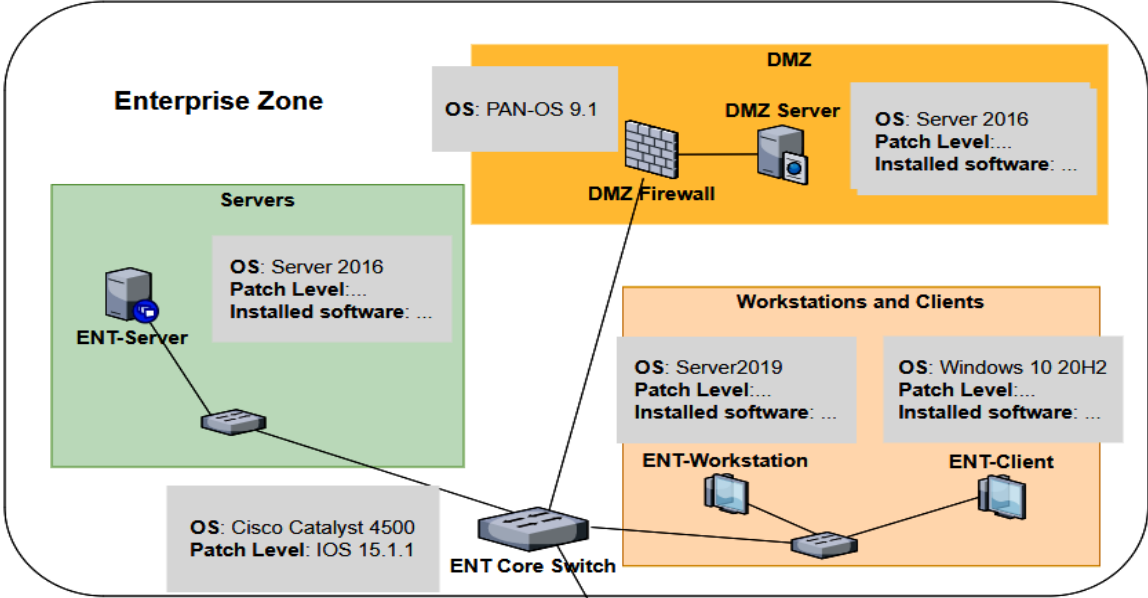 Enterprise Zone
DMZ
OS: PAN-OS 9.1
DMZ Server
OS: Server 2016
Patch Level:...
Installed software: ...
DMZ Firewall
Servers
OS: Server 2016
Patch Level:...
Installed software: ...
ENT-Server
Workstations and Clients
OS: Server2019
Patch Level:...
Installed software: ...
OS: Windows 10 20H2
Patch Level:...
Installed software: ...
ENT-Workstation
ENT-Client
OS: Cisco Catalyst 4500
Patch Level: IOS 15.1.1
ENT Core Switch